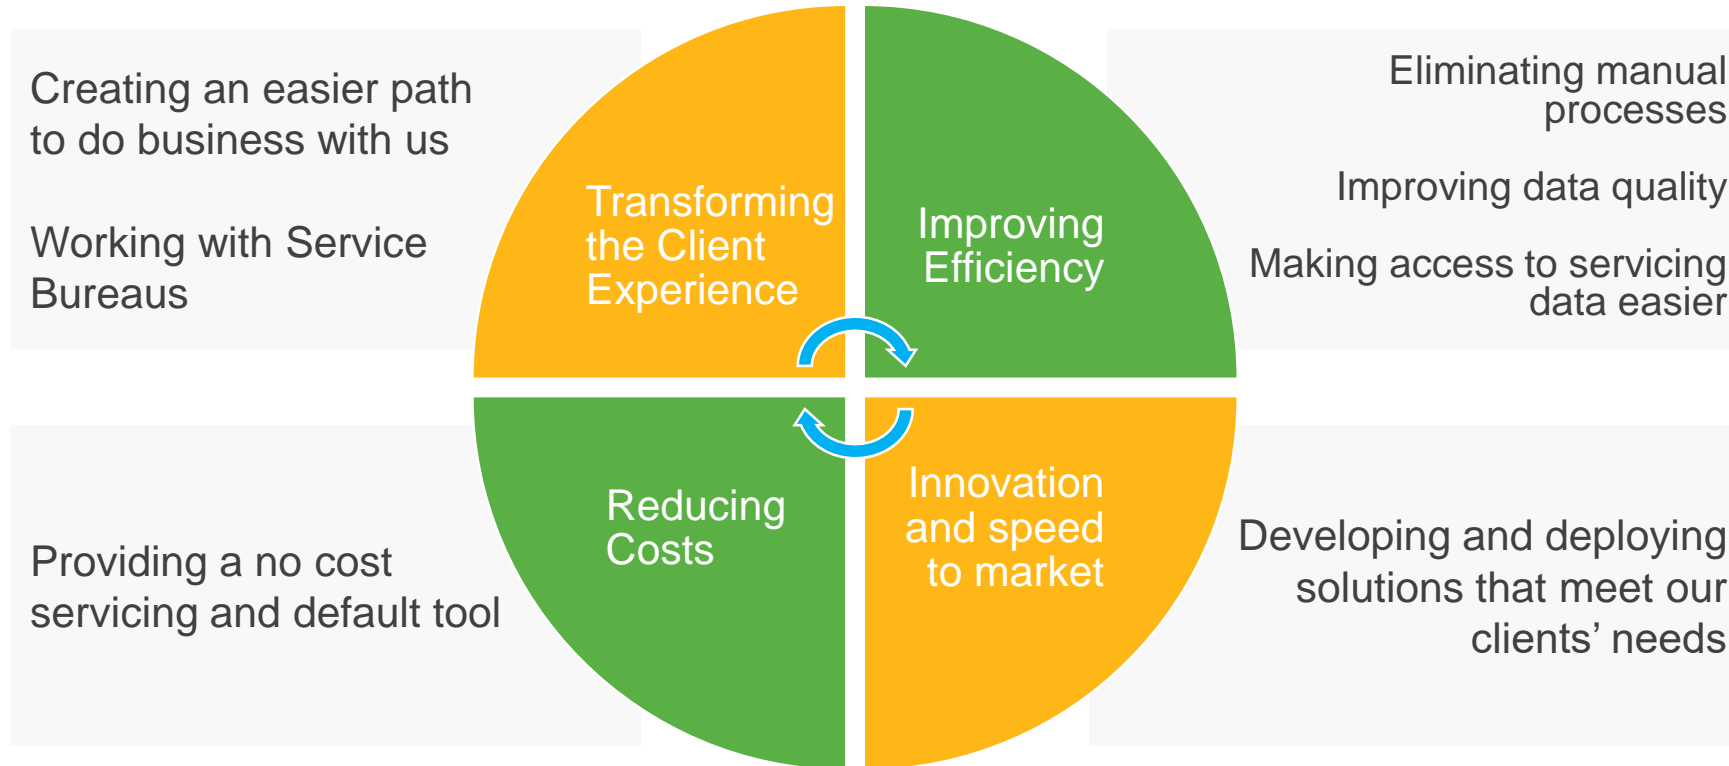 Creating an easier path
to do business with us
Working with Service
Bureaus
Transforming
the Client
Experience
Improving
Efficiency
Eliminating manual
processes
Improving data quality
Making access to servicing
data easier
Providing a no cost
servicing and default tool
Reducing
Costs
Innovation
and speed
to market
Developing and deploying
solutions that meet our
clients’ needs